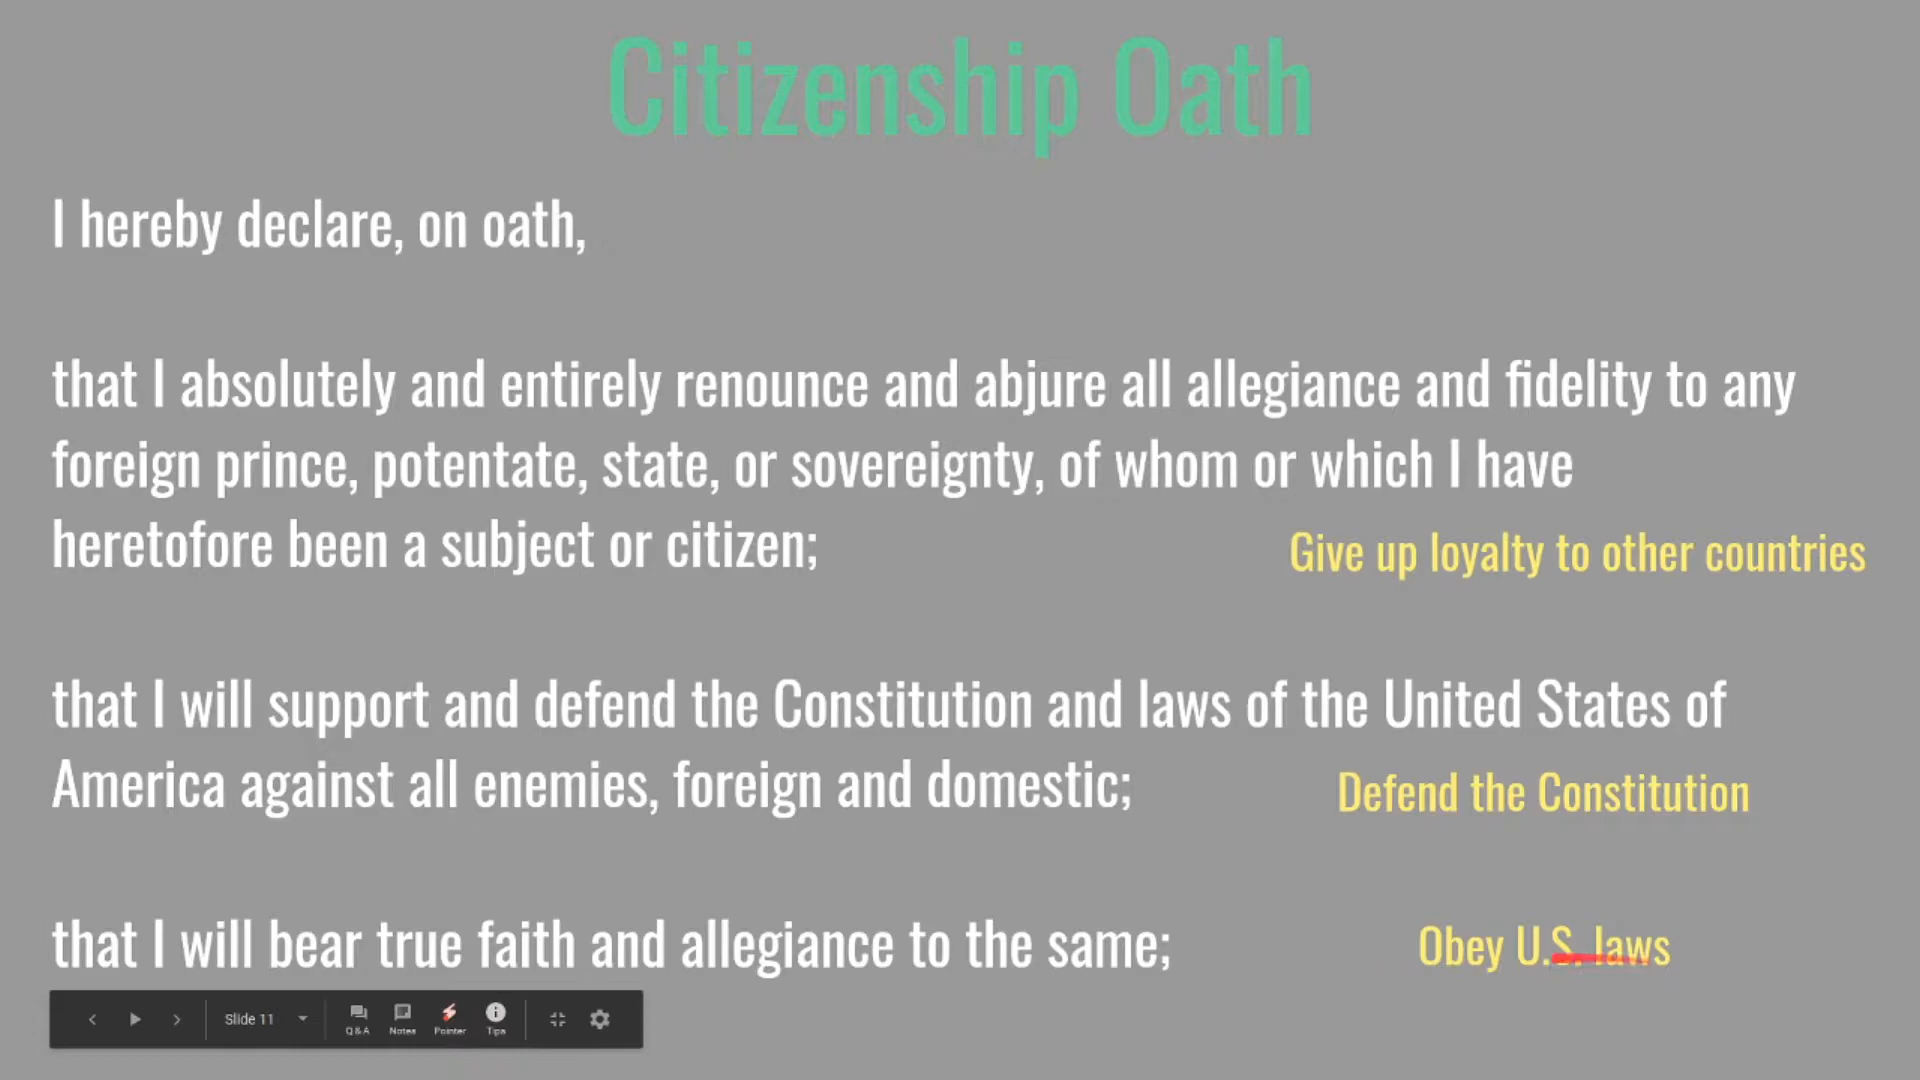 Citizenship Oath
I hereby declare, on oath,
that I absolutely and entirely renounce and abjure all allegiance and fidelity to any
foreign prince, potentate, state, or sovereignty, of whom or which I have
heretofore been a subject or citizen;
Give up loyalty to other countries
that I will support and defend the Constitution and laws of the United States of
America against all enemies, foreign and domestic;
Defend the Constitution
that I will bear true faith and allegiance to the same;
Obey U.S. laws
Slide 11
Q&A Notes Pointer Tips